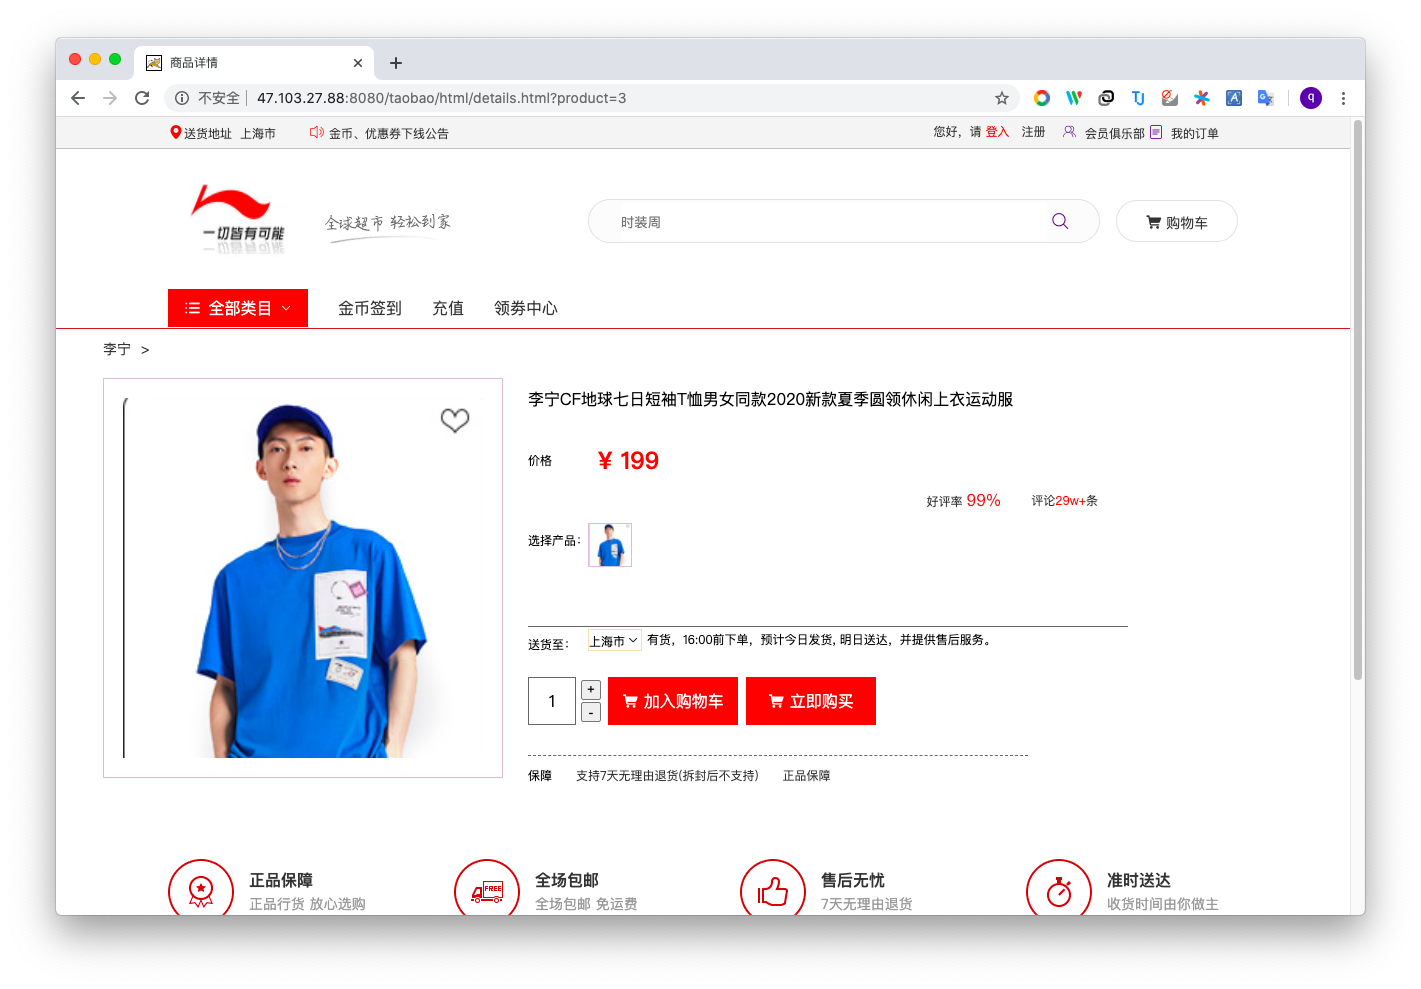 商品详情
不安全 47.103.27.88:8080/taobao/html/details.html?product=3
q
送货地址 上海市 金币、优惠券下线公告 您好，请 登入 注册 会员俱乐部 我的订单
一切皆有可能
全球超市 轻松到家
时装周
购物车
全部类目 金币签到 充值 领券中心
李宁 >
李宁CF地球七日短袖T恤男女同款2020新款夏季圆领休闲上衣运动服
价格 ¥ 199
好评率 99% 评论29w+条
选择产品：
送货至： 上海市 有货，16:00前下单，预计今日发货, 明日送达，并提供售后服务。
1 + - 加入购物车 立即购买
保障 支持7天无理由退货(拆封后不支持) 正品保障
正品保障 FREE 全场包邮 售后无忧 准时送达
正品行货 放心选购 全场包邮 免运费 7天无理由退货 收货时间由你做主